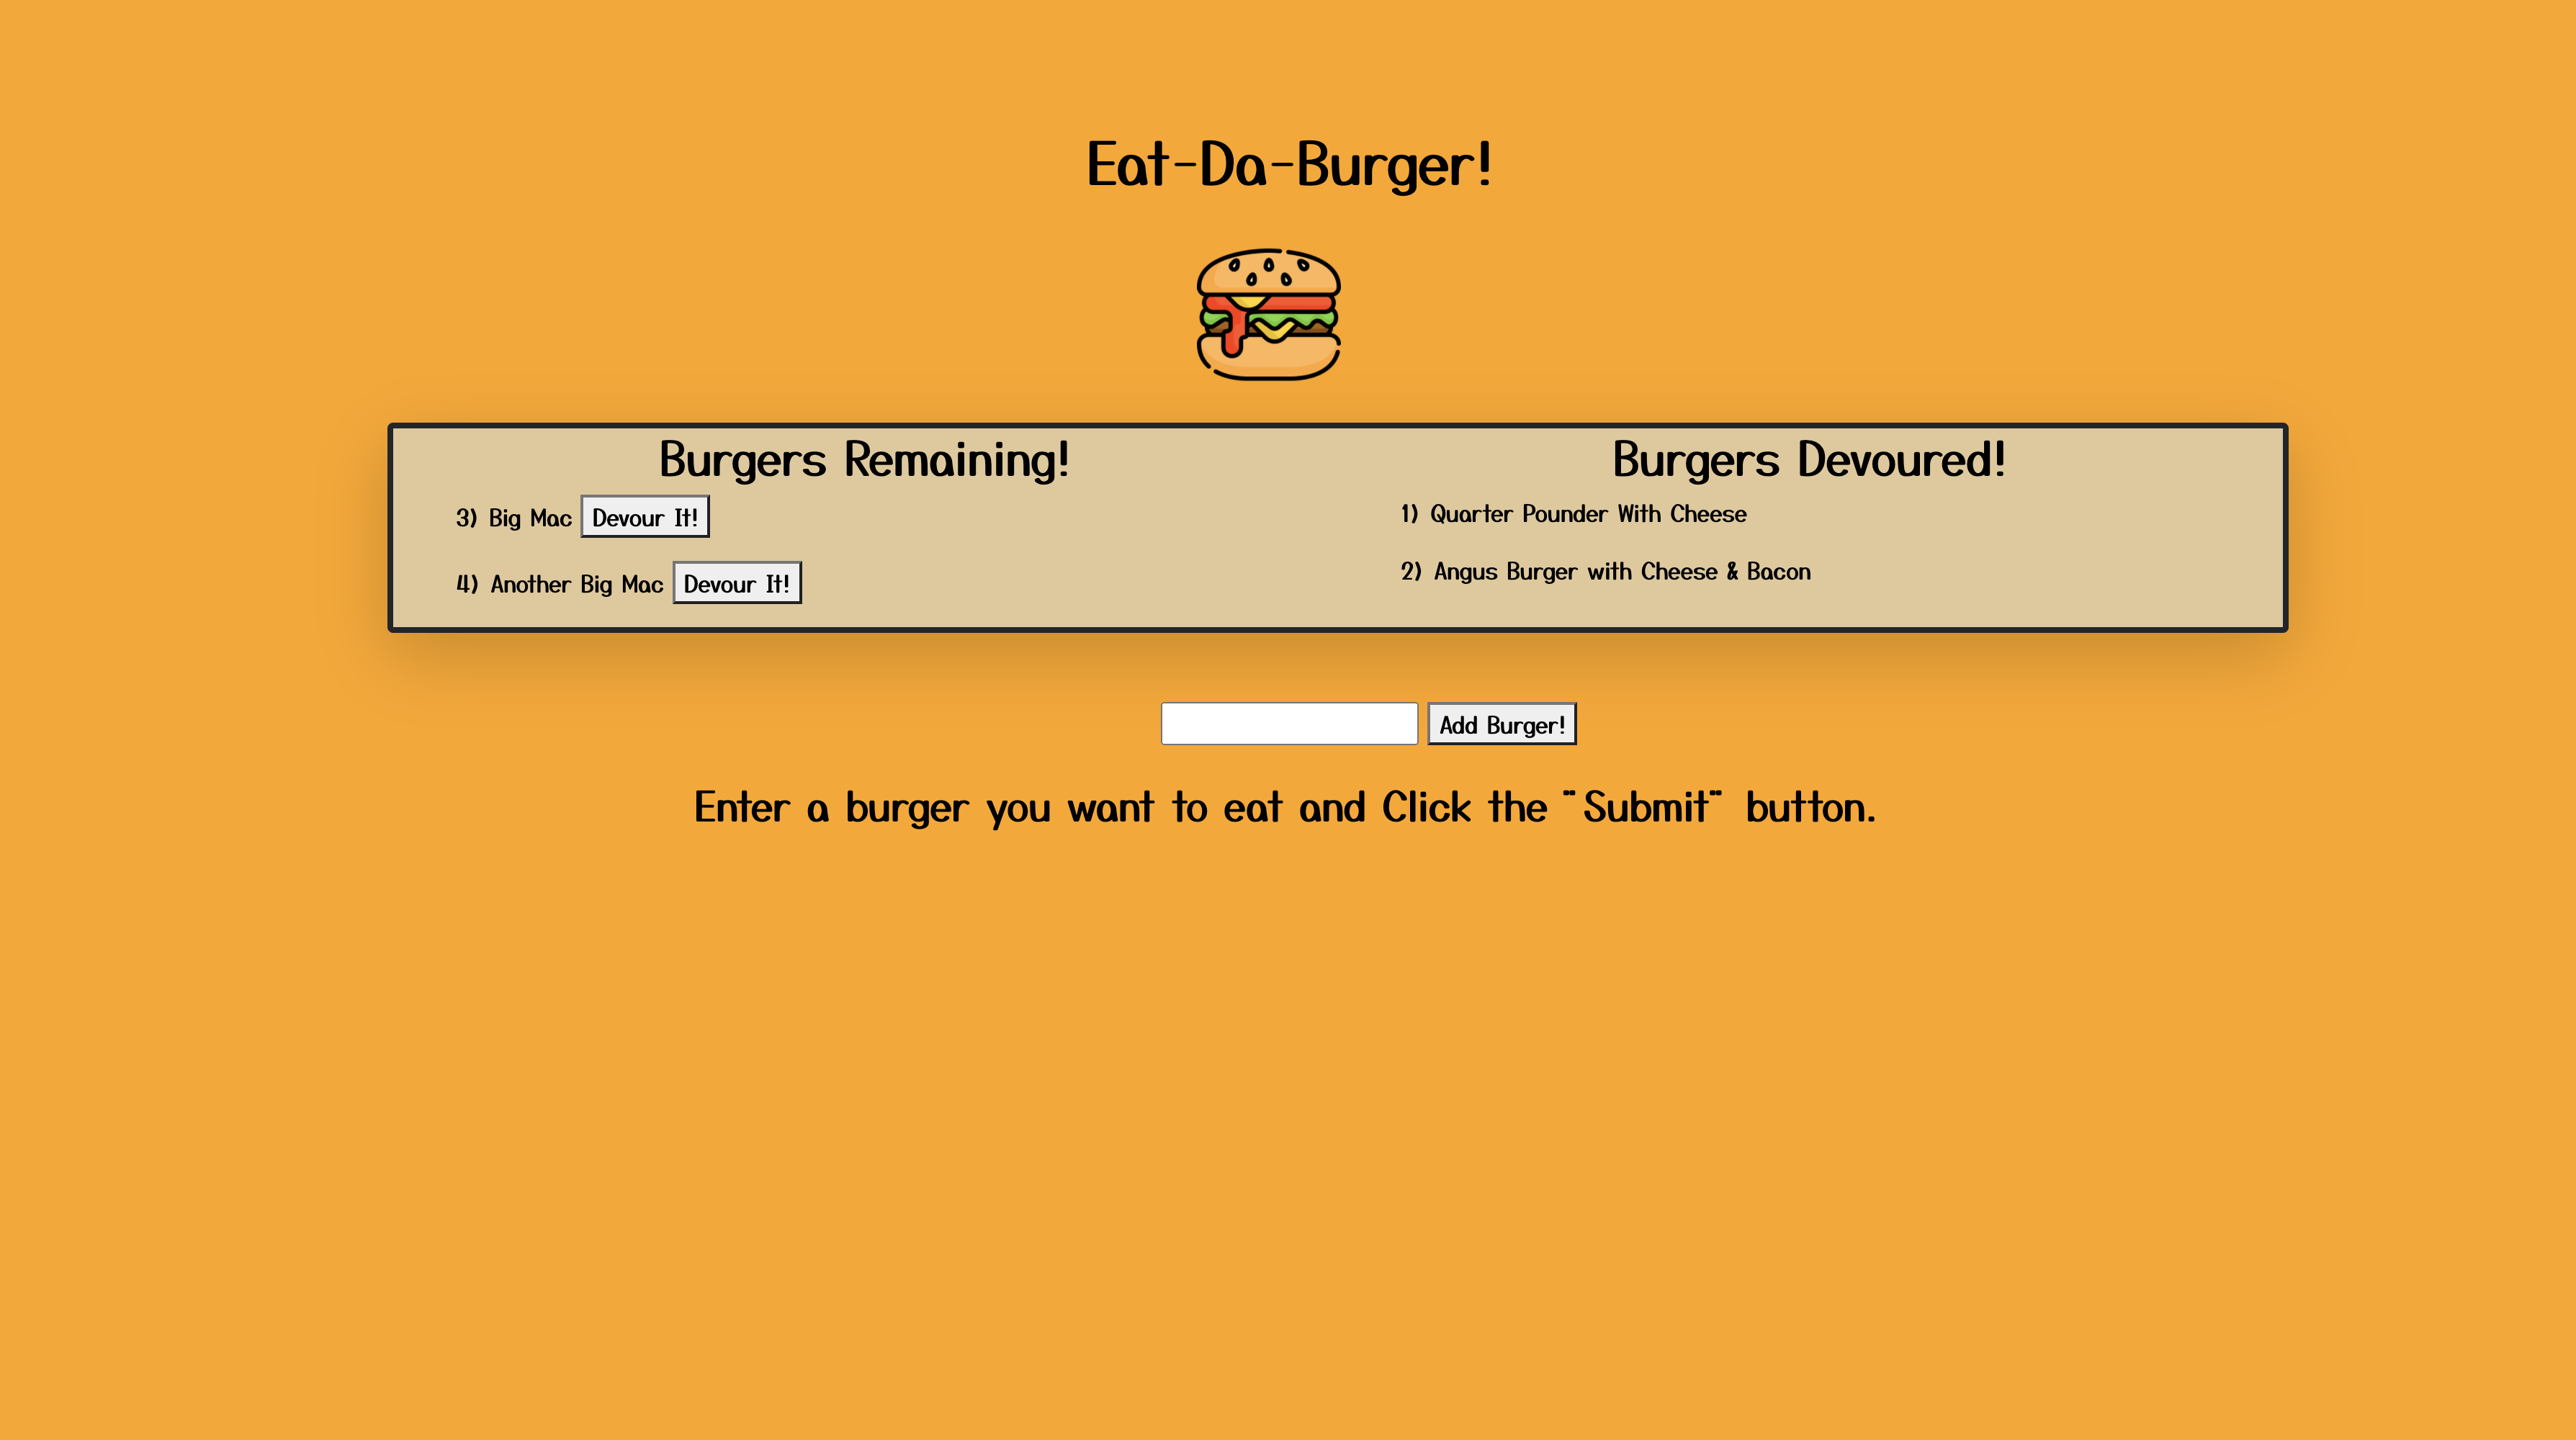 Eat-Da-Burger!
Burgers Remaining!
3) Big Mac Devour It!
4) Another Big Mac Devour It!
Burgers Devoured!
1) Quarter Pounder With Cheese
2) Angus Burger with Cheese & Bacon
Add Burger!
Enter a burger you want to eat and Click the "Submit" button.